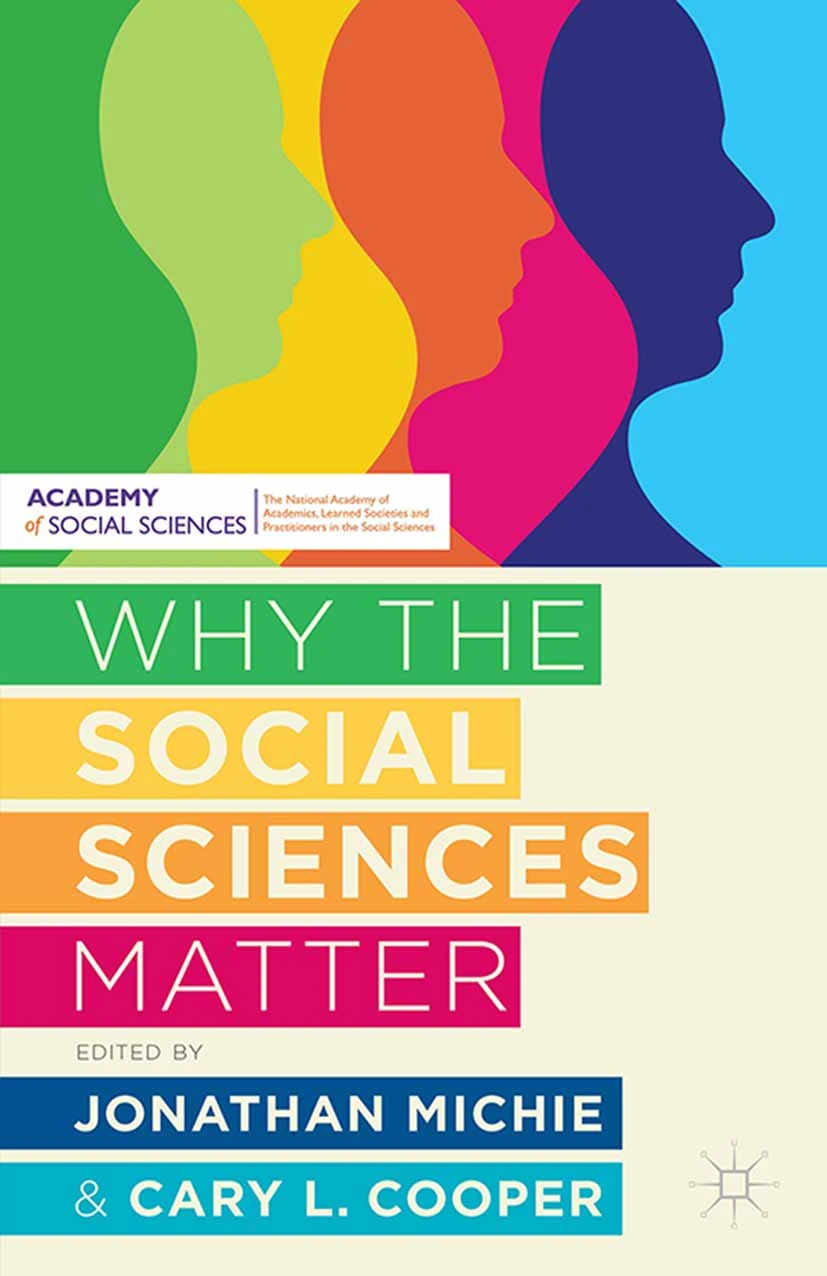 ACADEMY
of SOCIAL SCIENCES
The National Academy of
Academics, Learned Societies and
Practitioners in the Social Sciences
WHY THE
SOCIAL
SCIENCES
MATTER
EDITED BY
JONATHAN MICHIE
& CARY L. COOPER